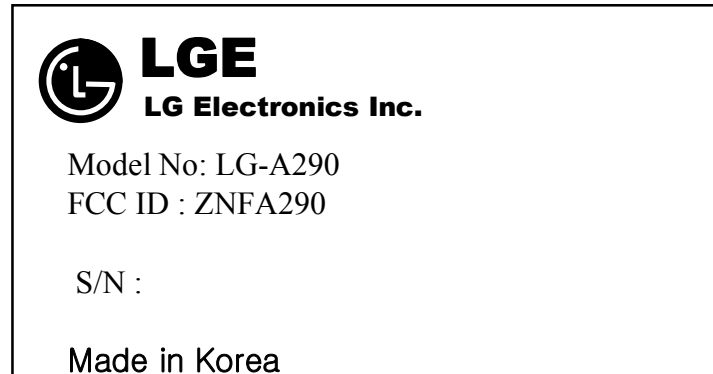 LGE
LG Electronics Inc.
Model No: LG-A290
FCC ID : ZNFA290
S/N :
Made in Korea